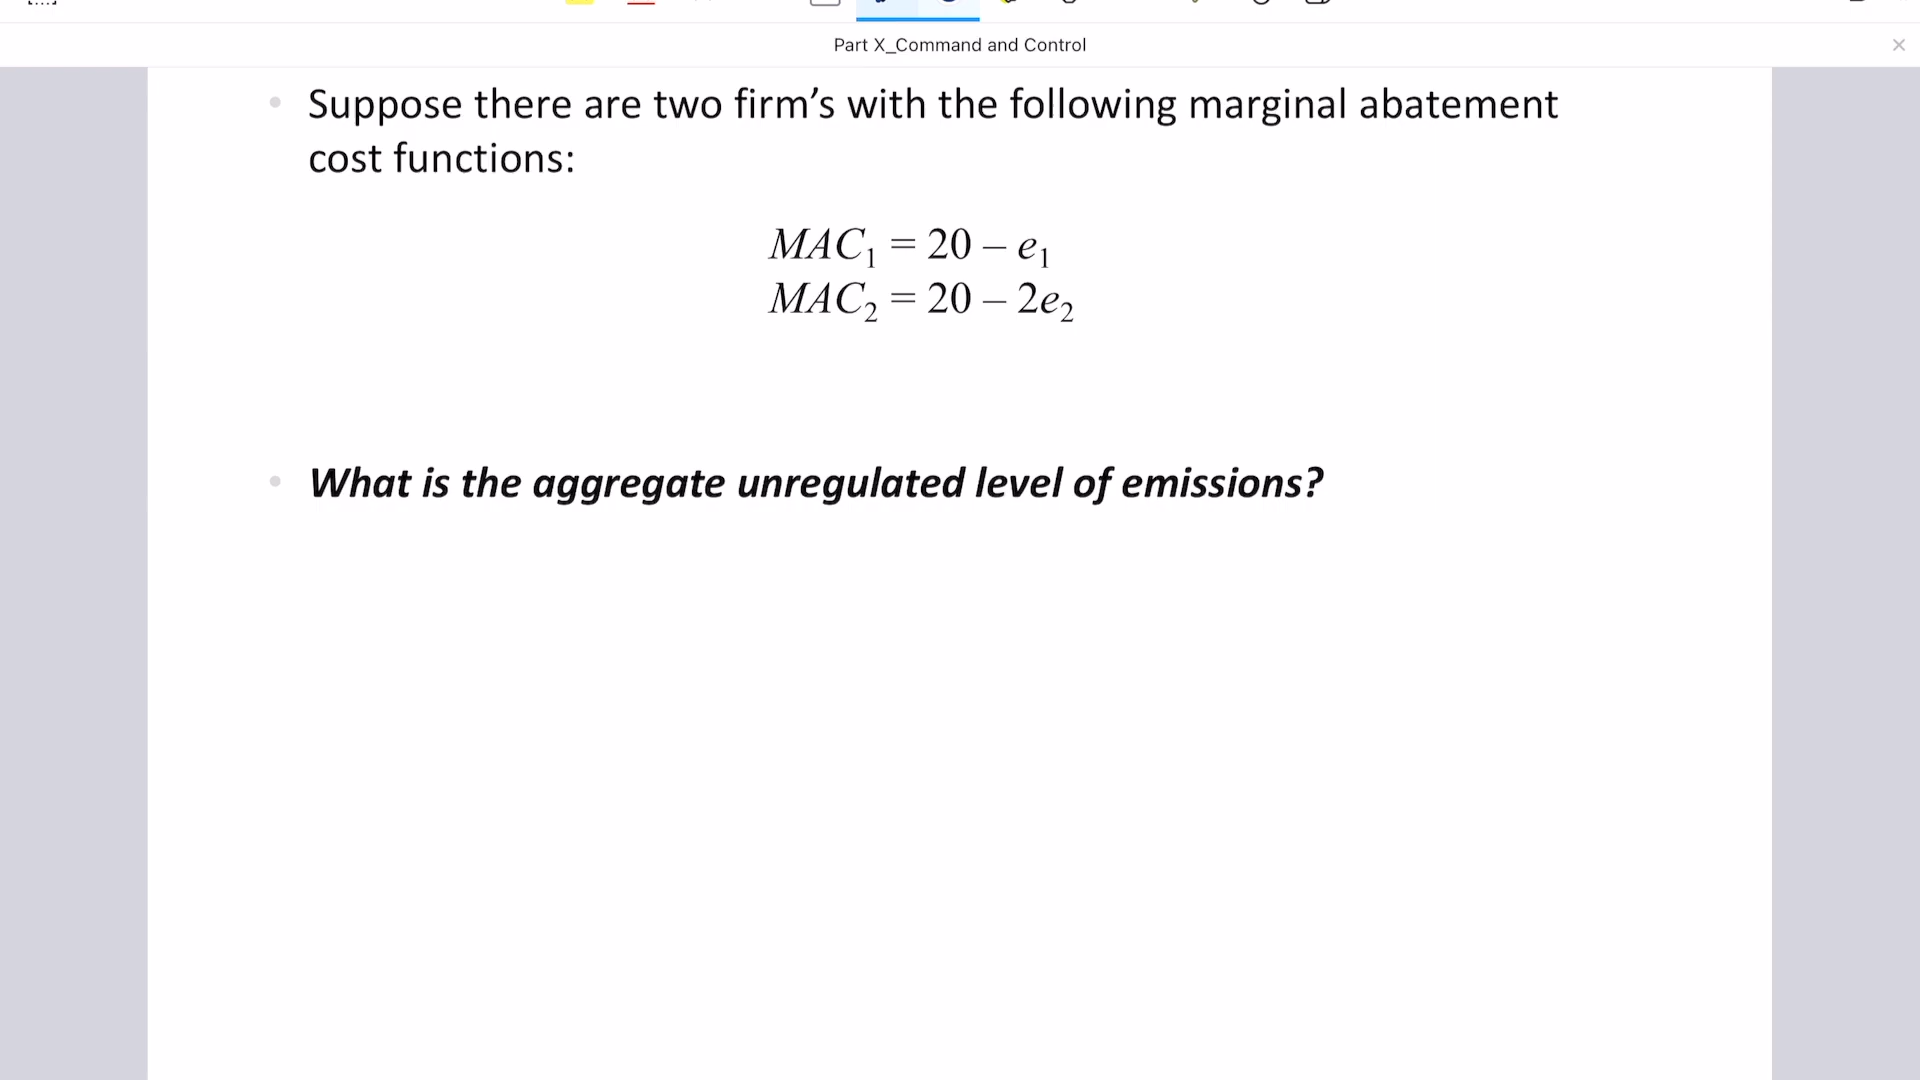 Part X_Command and Control
• Suppose there are two firm’s with the following marginal abatement
cost functions:
MAC₁ = 20 – e₁
MAC₂ = 20 – 2e₂
• What is the aggregate unregulated level of emissions?